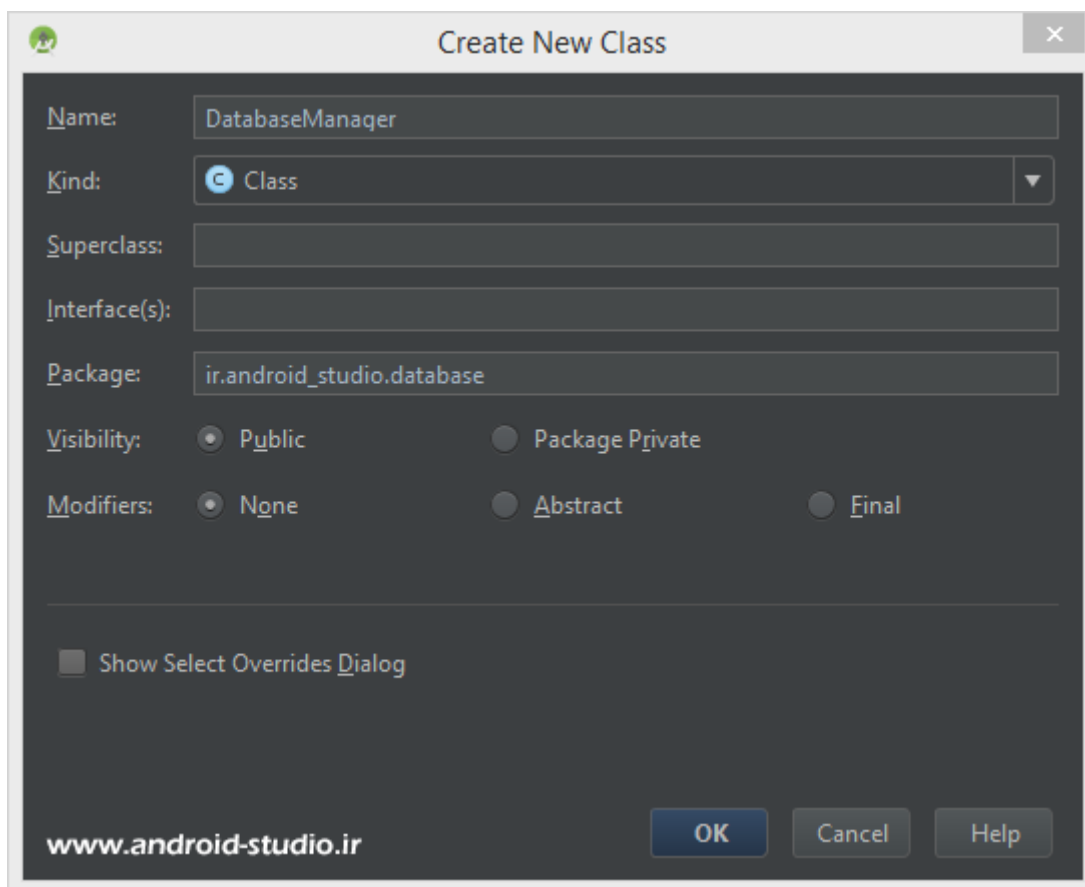 Create New Class
Name: DatabaseManager
Kind: Class
Superclass:
Interface(s):
Package: ir.android_studio.database
Visibility: Public Package Private
Modifiers: None Abstract Final
Show Select Overrides Dialog
www.android-studio.ir OK Cancel Help